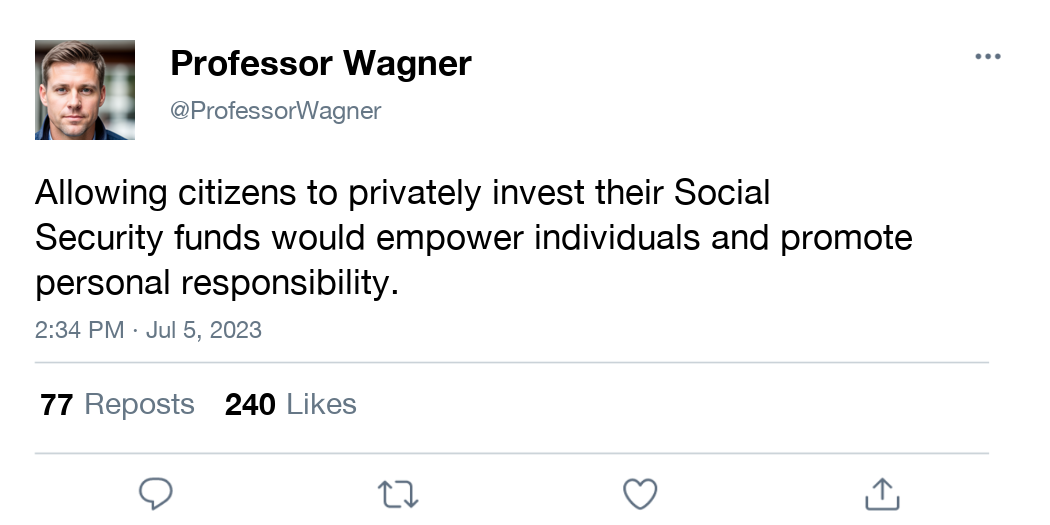 Professor Wagner
@ProfessorWagner
Allowing citizens to privately invest their Social
Security funds would empower individuals and promote
personal responsibility.
2:34 PM · Jul 5, 2023
77 Reposts 240 Likes